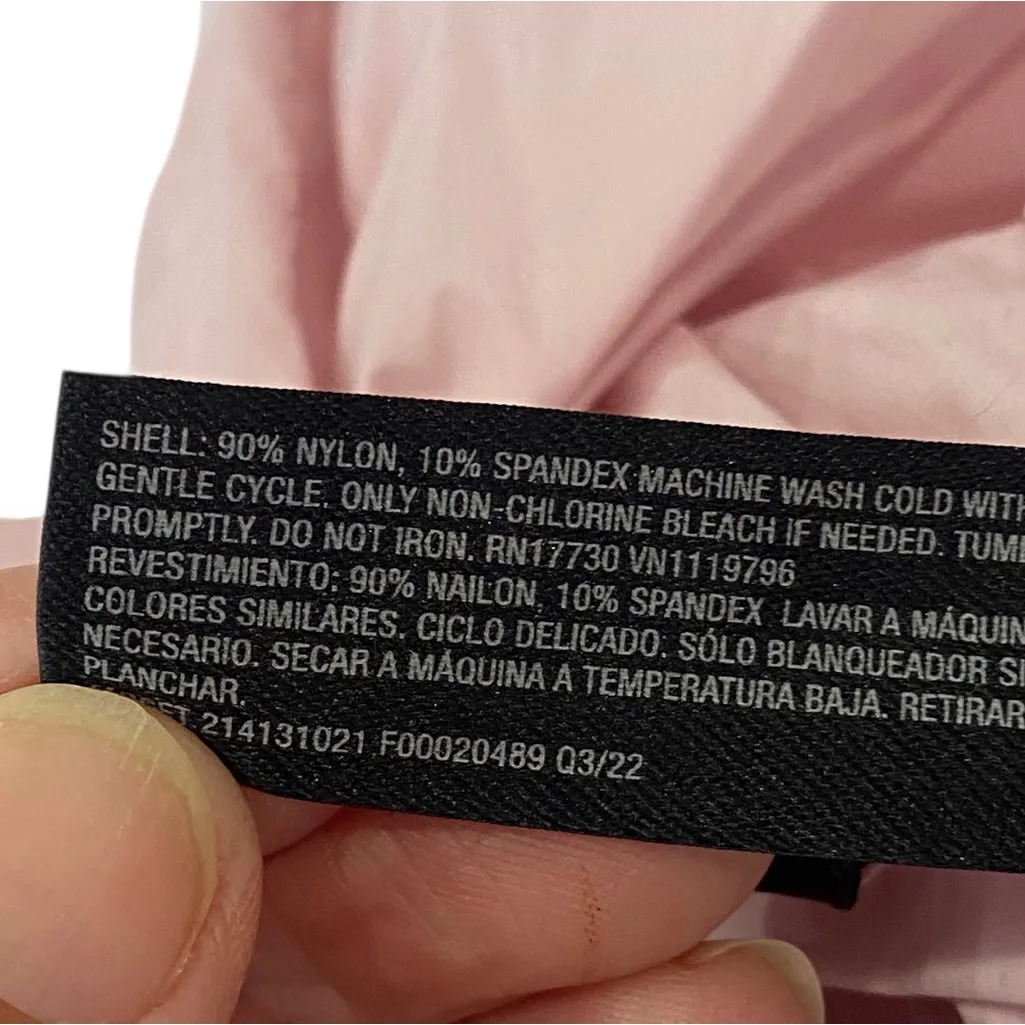 SHELL: 90% NYLON, 10% SPANDEX MACHINE WASH COLD WITH
GENTLE CYCLE. ONLY NON-CHLORINE BLEACH IF NEEDED. TUM
PROMPTLY. DO NOT IRON. RN17730 VN1119796
REVESTIMIENTO: 90% NAILON, 10% SPANDEX LAVAR A MÁQUIN
COLORES SIMILARES. CICLO DELICADO. SÓLO BLANQUEADOR SI
NECESARIO. SECAR A MÁQUINA A TEMPERATURA BAJA. RETIRAR
PLANCHAR.
214131021 F00020489 Q3/22